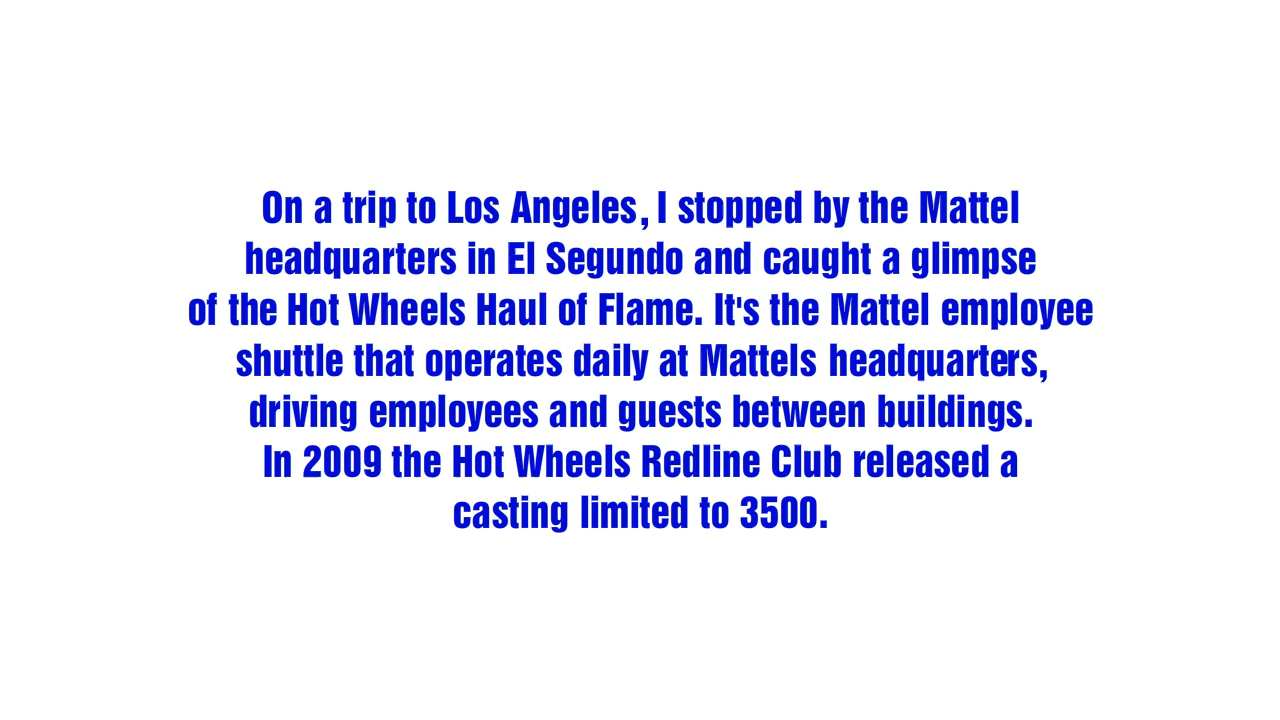 On a trip to Los Angeles, I stopped by the Mattel
headquarters in El Segundo and caught a glimpse
of the Hot Wheels Haul of Flame. It's the Mattel employee
shuttle that operates daily at Mattels headquarters,
driving employees and guests between buildings.
In 2009 the Hot Wheels Redline Club released a
casting limited to 3500.